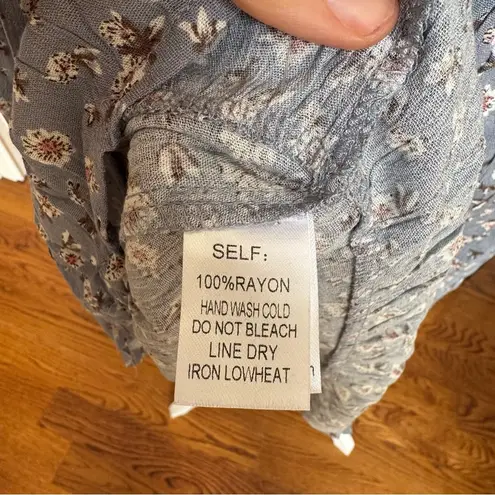 SELF:
100%RAYON
HAND WASH COLD
DO NOT BLEACH
LINE DRY
IRON LOWHEAT